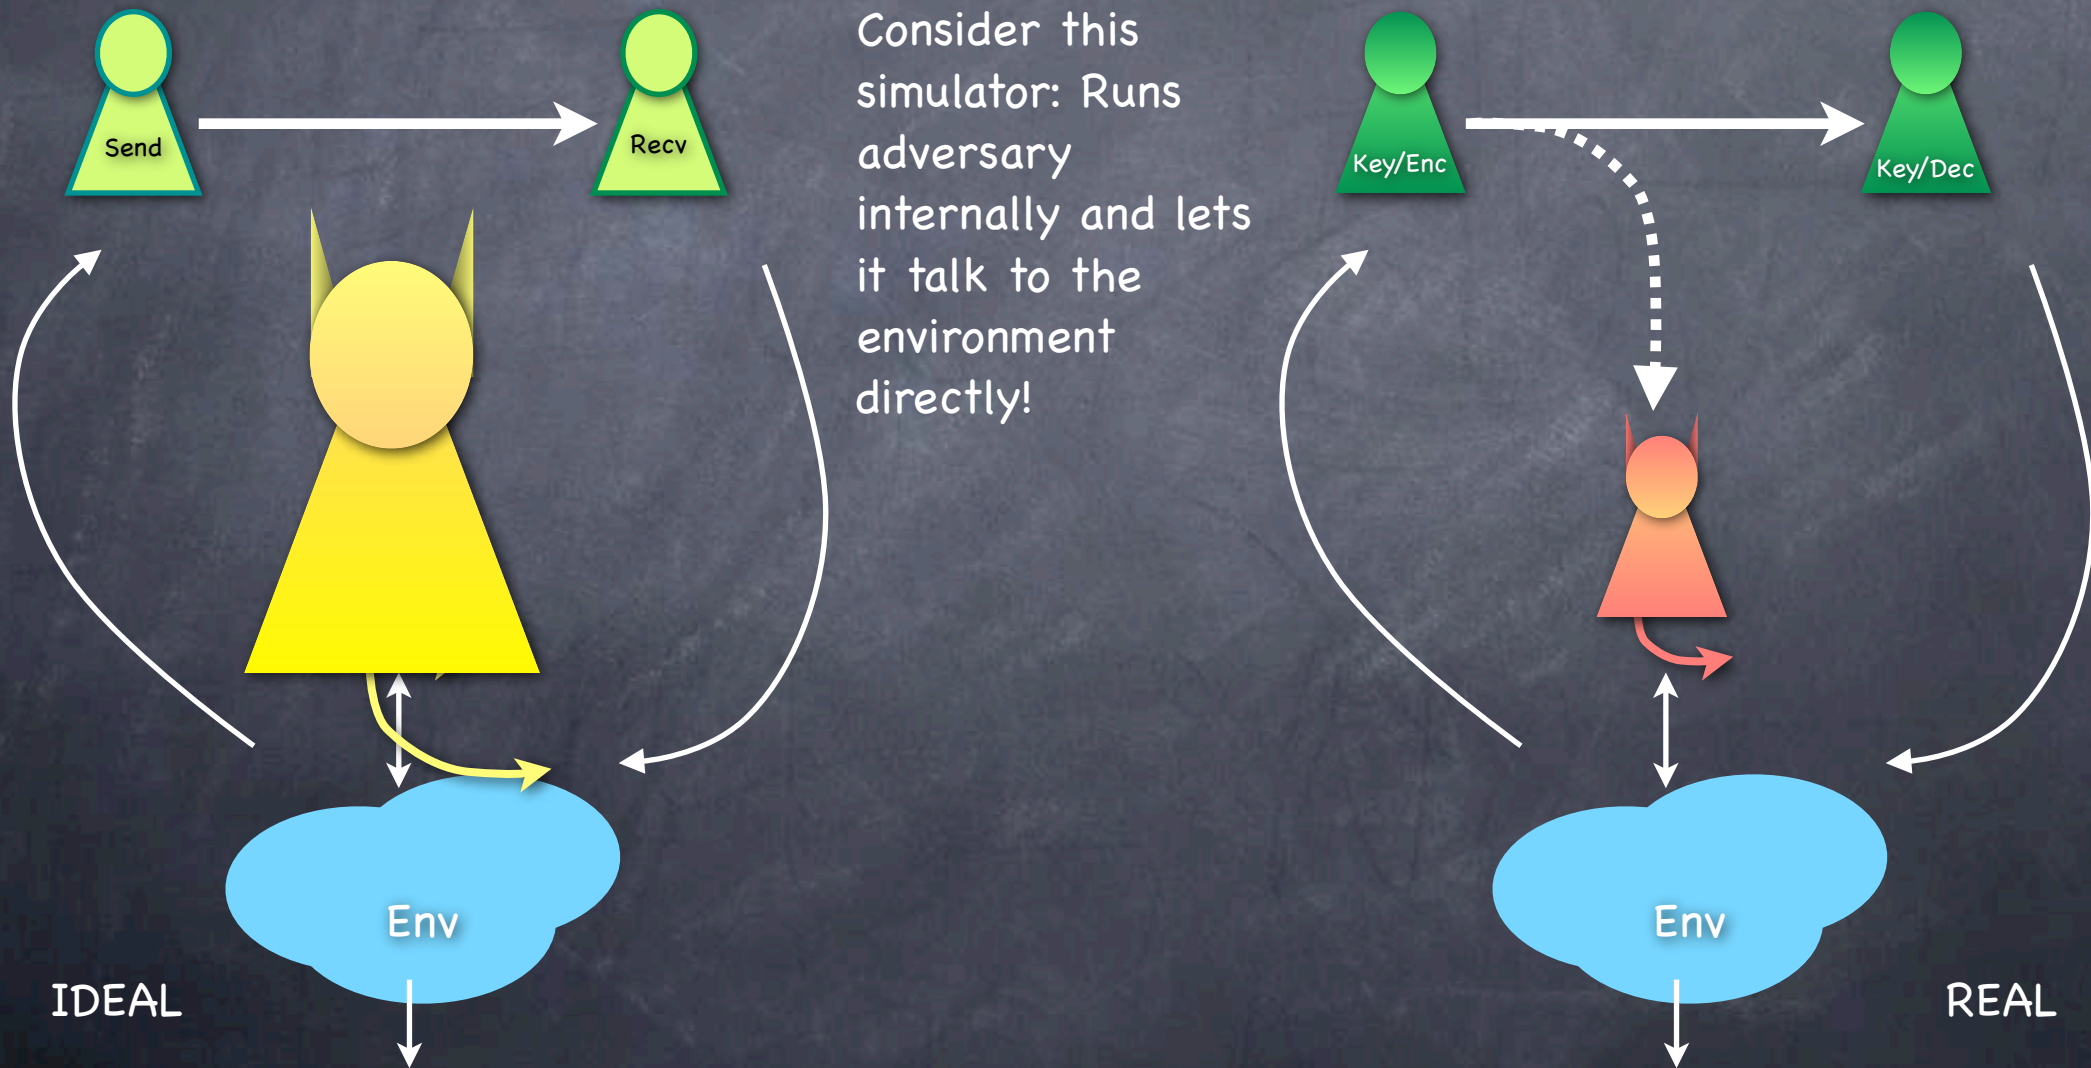 Send
Recv
Consider this
simulator: Runs
adversary
internally and lets
it talk to the
environment
directly!
Key/Enc
Key/Dec
Env
Env
IDEAL
REAL